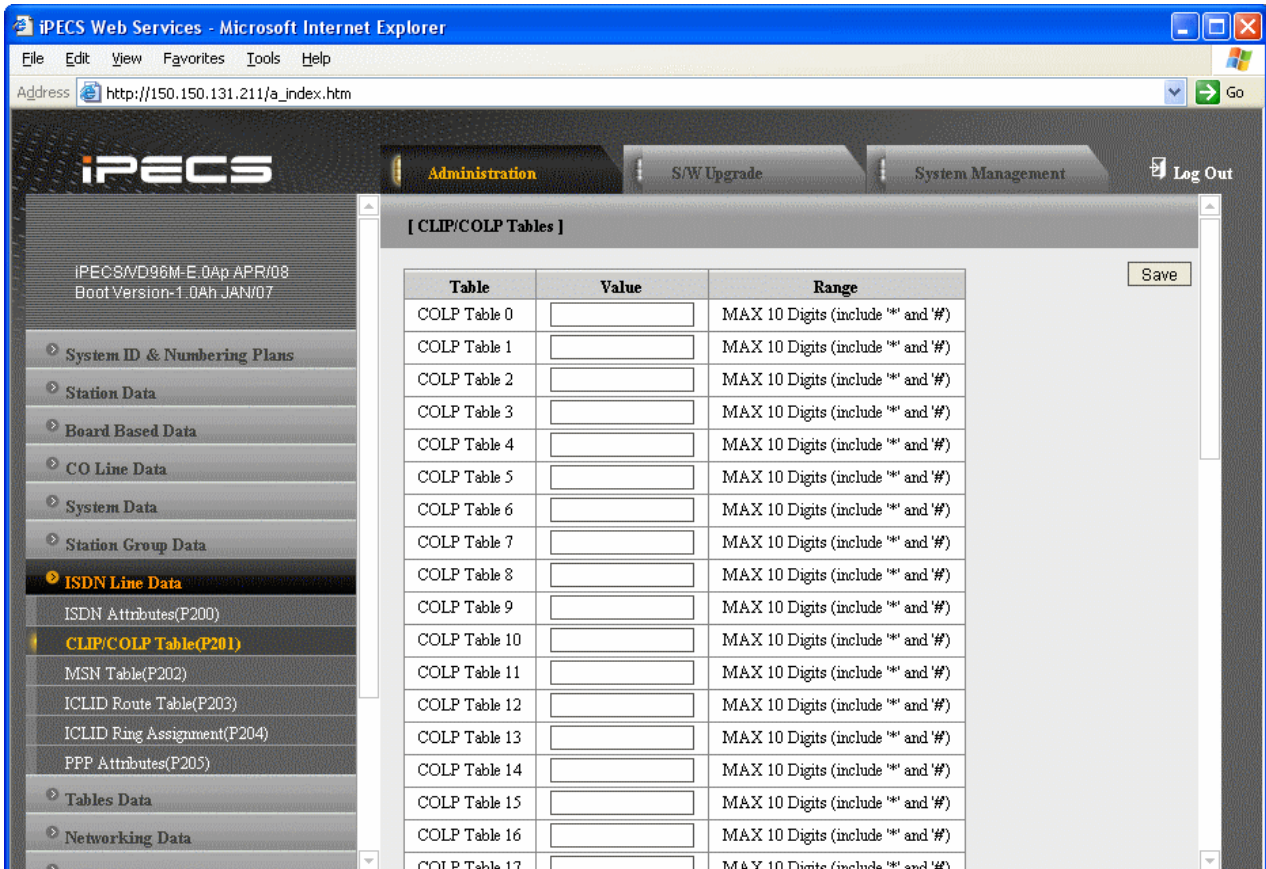 iPECS Web Services - Microsoft Internet Explorer
File Edit View Favorites Tools Help
Address http://150.150.131.211/a_index.htm Go
iPECS Administration S/W Upgrade System Management Log Out
[ CLIP/COLP Tables ]
iPECS/VD96M-E.0Ap APR/08
Boot Version-1.0Ah JAN/07
Save
System ID & Numbering Plans
Station Data
Board Based Data
CO Line Data
System Data
Station Group Data
ISDN Line Data
ISDN Attributes(P200)
CLIP/COLP Table(P201)
MSN Table(P202)
ICLID Route Table(P203)
ICLID Ring Assignment(P204)
PPP Attributes(P205)
Tables Data
Networking Data
Table Value Range
COLP Table 0 MAX 10 Digits (include '*' and '#')
COLP Table 1 MAX 10 Digits (include '*' and '#')
COLP Table 2 MAX 10 Digits (include '*' and '#')
COLP Table 3 MAX 10 Digits (include '*' and '#')
COLP Table 4 MAX 10 Digits (include '*' and '#')
COLP Table 5 MAX 10 Digits (include '*' and '#')
COLP Table 6 MAX 10 Digits (include '*' and '#')
COLP Table 7 MAX 10 Digits (include '*' and '#')
COLP Table 8 MAX 10 Digits (include '*' and '#')
COLP Table 9 MAX 10 Digits (include '*' and '#')
COLP Table 10 MAX 10 Digits (include '*' and '#')
COLP Table 11 MAX 10 Digits (include '*' and '#')
COLP Table 12 MAX 10 Digits (include '*' and '#')
COLP Table 13 MAX 10 Digits (include '*' and '#')
COLP Table 14 MAX 10 Digits (include '*' and '#')
COLP Table 15 MAX 10 Digits (include '*' and '#')
COLP Table 16 MAX 10 Digits (include '*' and '#')
COLP Table 17 MAX 10 Digits (include '*' and '#')